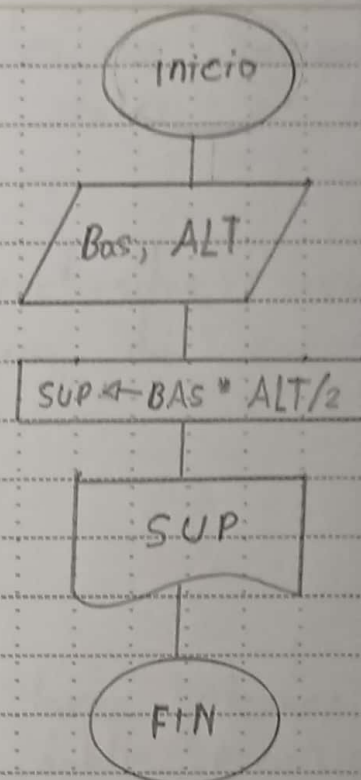 inicio
Bas, ALT
SUP ← BAS * ALT/2
SUP
FIN